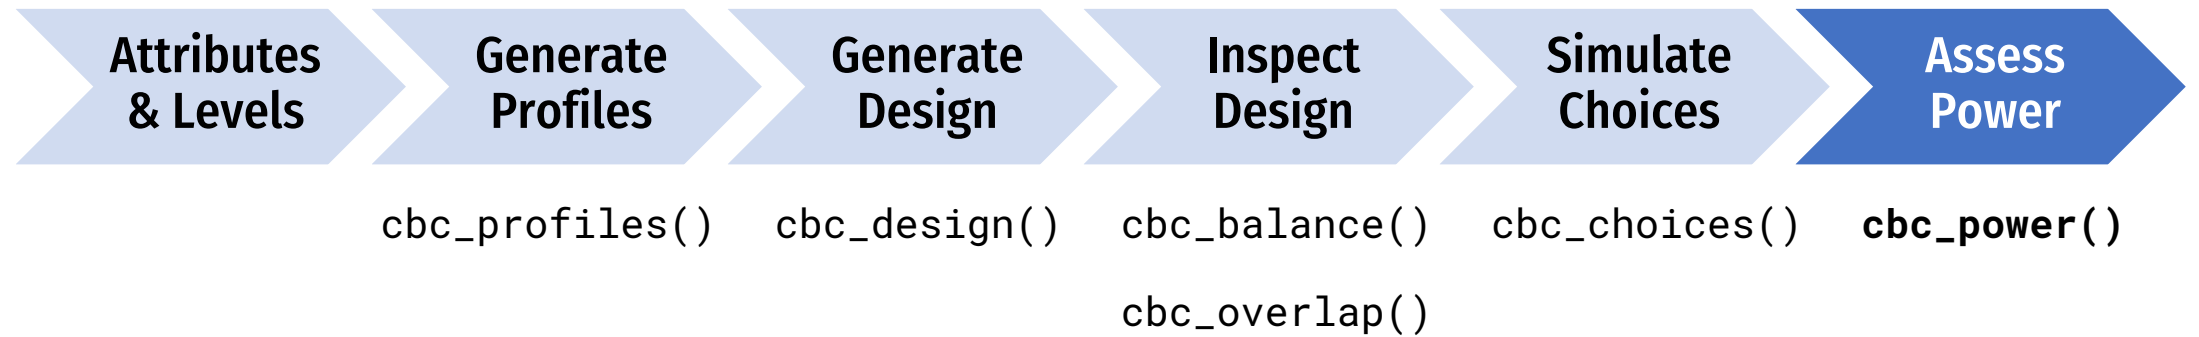 Attributes
& Levels
Generate
Profiles
Generate
Design
Inspect
Design
Simulate
Choices
Assess
Power
cbc_profiles()
cbc_design()
cbc_balance()
cbc_choices()
cbc_power()
cbc_overlap()